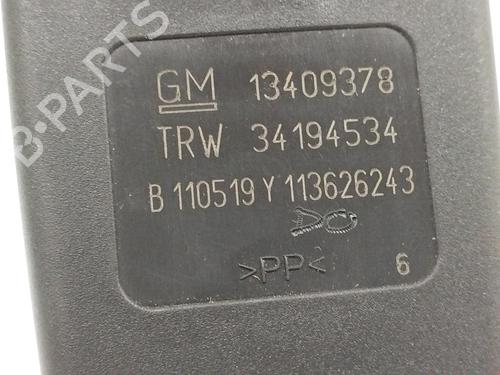 GM 13409378
TRW 34194534
B 110519 Y 113626243
>PP< 6
B-PARTS